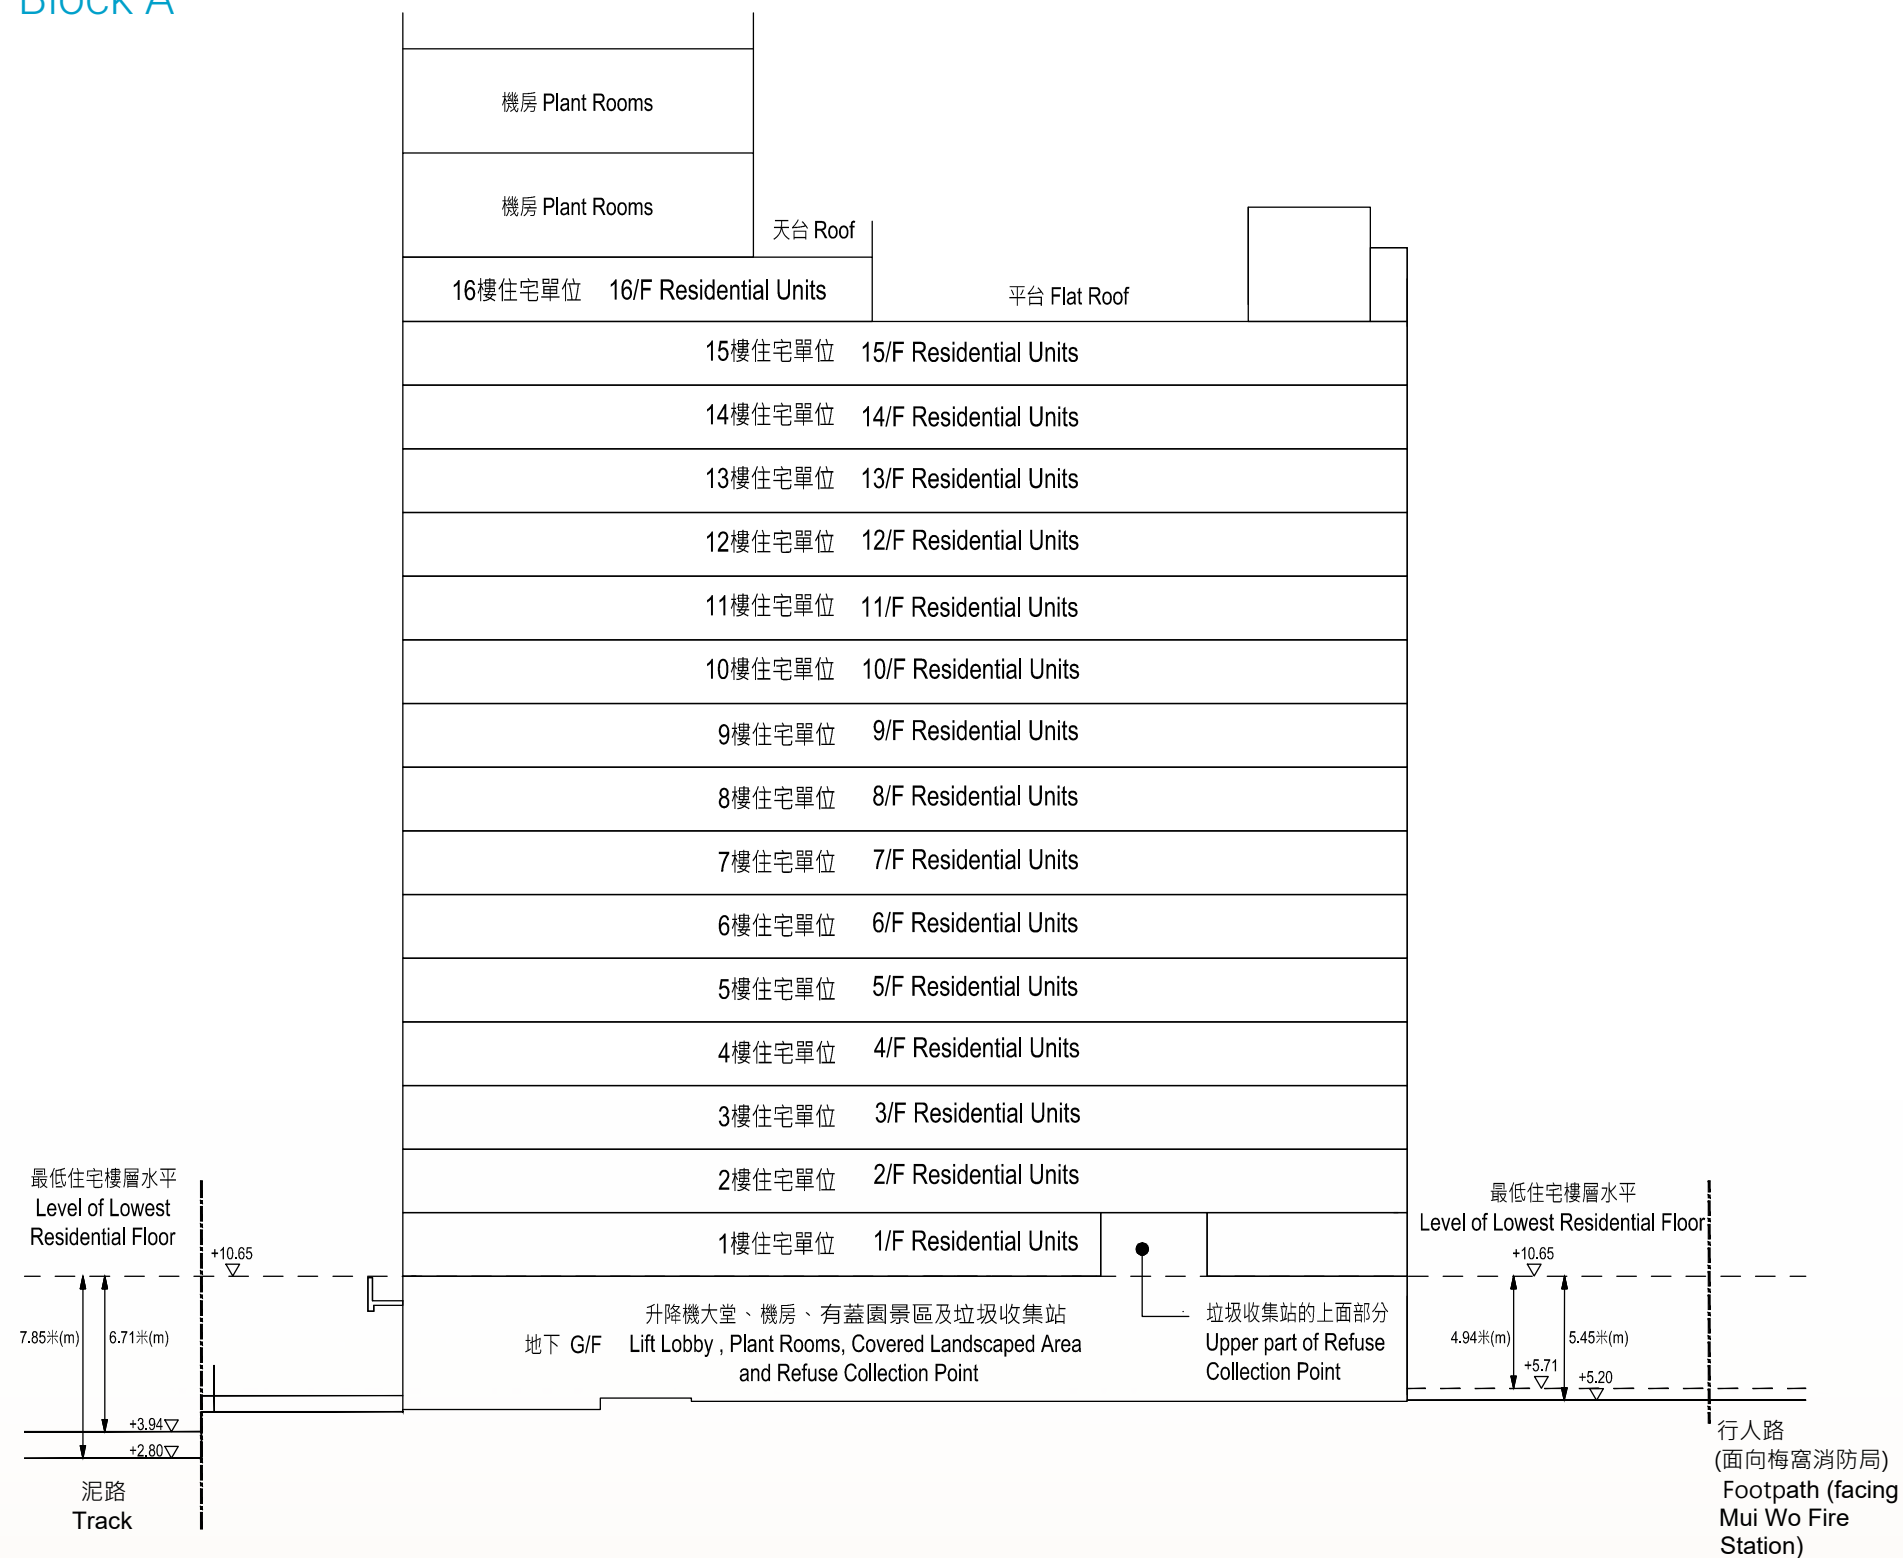 Block A
機房 Plant Rooms
機房 Plant Rooms
天台 Roof
16樓住宅單位 16/F Residential Units
平台 Flat Roof
15樓住宅單位 15/F Residential Units
14樓住宅單位 14/F Residential Units
13樓住宅單位 13/F Residential Units
12樓住宅單位 12/F Residential Units
11樓住宅單位 11/F Residential Units
10樓住宅單位 10/F Residential Units
9樓住宅單位 9/F Residential Units
8樓住宅單位 8/F Residential Units
7樓住宅單位 7/F Residential Units
6樓住宅單位 6/F Residential Units
5樓住宅單位 5/F Residential Units
4樓住宅單位 4/F Residential Units
3樓住宅單位 3/F Residential Units
2樓住宅單位 2/F Residential Units
1樓住宅單位 1/F Residential Units
最低住宅樓層水平
Level of Lowest
Residential Floor
+10.65
7.85米(m)
6.71米(m)
+3.94
+2.80
泥路
Track
升降機大堂、機房、有蓋園景區及垃圾收集站
地下 G/F Lift Lobby , Plant Rooms, Covered Landscaped Area
and Refuse Collection Point
垃圾收集站的上面部分
Upper part of Refuse
Collection Point
最低住宅樓層水平
Level of Lowest Residential Floor
+10.65
4.94米(m)
5.45米(m)
+5.71
+5.20
行人路
(面向梅窩消防局)
Footpath (facing
Mui Wo Fire
Station)